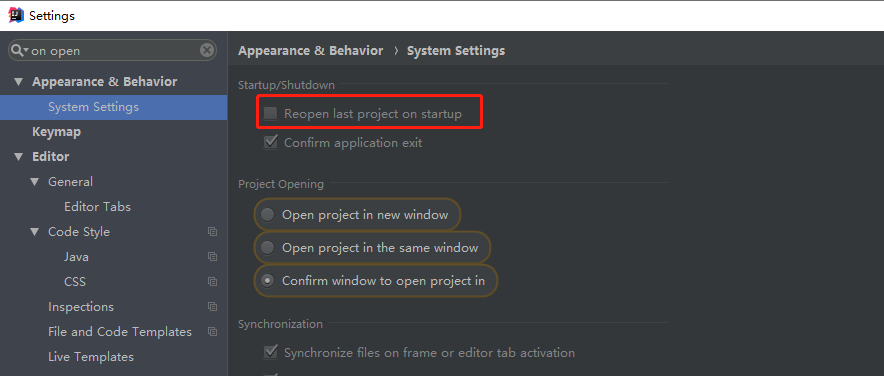 Settings
on open
Appearance & Behavior
System Settings
Keymap
Editor
General
Editor Tabs
Code Style
Java
CSS
Inspections
File and Code Templates
Live Templates
Appearance & Behavior › System Settings
Startup/Shutdown
Reopen last project on startup
Confirm application exit
Project Opening
Open project in new window
Open project in the same window
Confirm window to open project in
Synchronization
Synchronize files on frame or editor tab activation